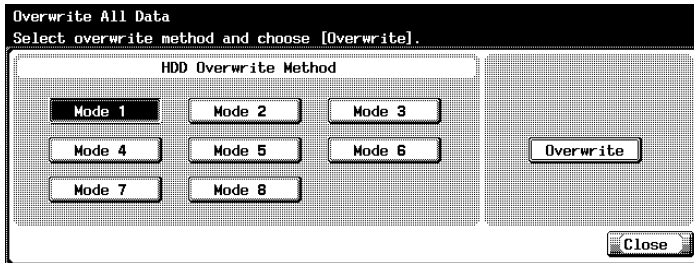 Overwrite All Data
Select overwrite method and choose [Overwrite].
HDD Overwrite Method
Mode 1 Mode 2 Mode 3
Mode 4 Mode 5 Mode 6 Overwrite
Mode 7 Mode 8
Close